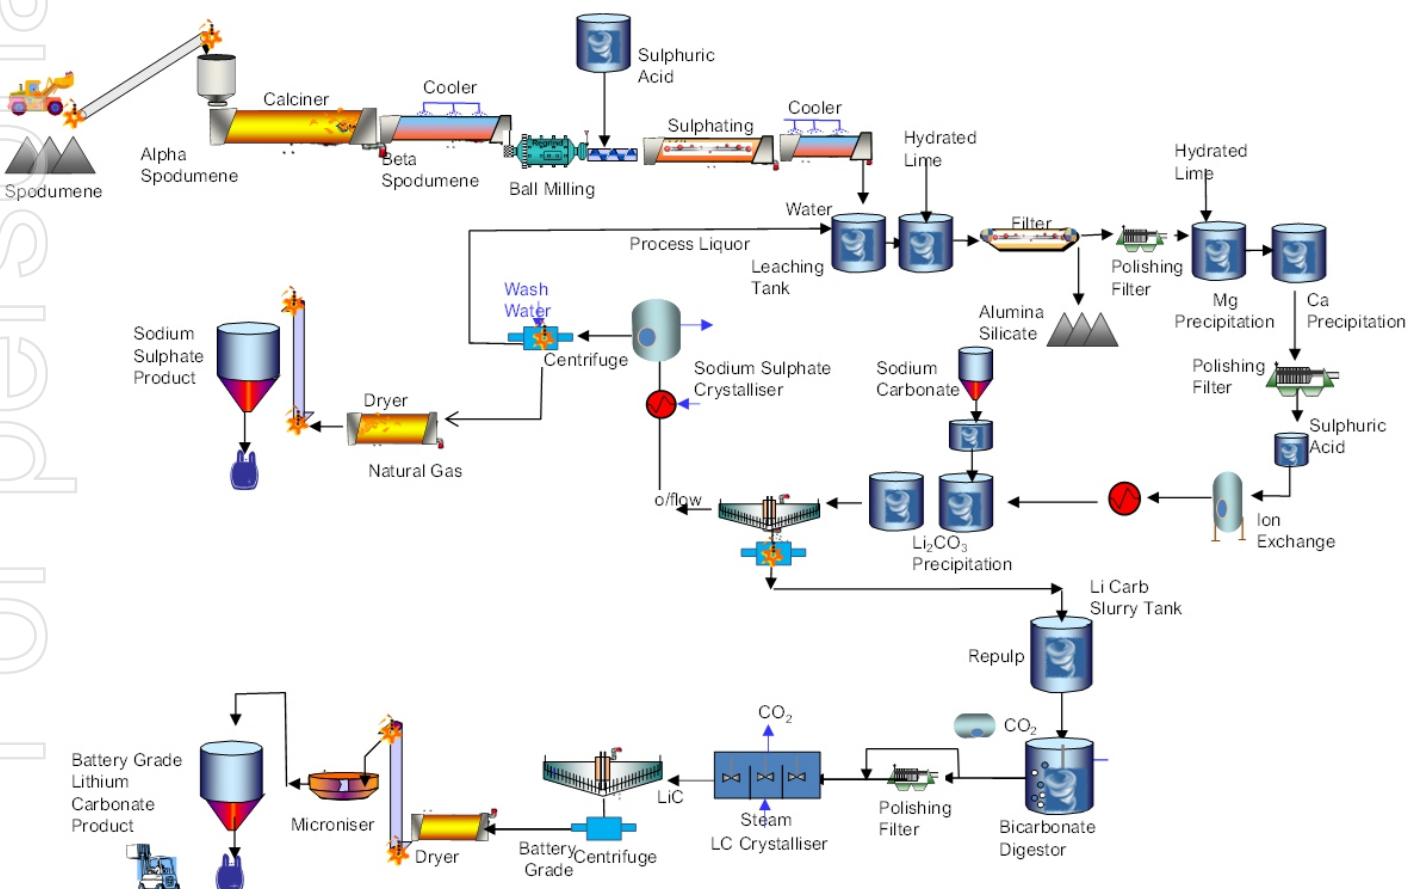 Sulphuric
Acid
Cooler
Calciner
Cooler
Sulphating
Hydrated
Lime
Hydrated
Lime
Alpha
Spodumene
Beta
Spodumene
Regrind
Ball Milling
Spodumene
Water
Filter
Process Liquor
Leaching
Tank
Polishing
Filter
Wash
Water
Mg
Precipitation
Ca
Precipitation
Alumina
Silicate
Sodium
Sulphate
Product
Centrifuge
Sodium Sulphate
Crystalliser
Sodium
Carbonate
Polishing
Filter
Dryer
Sulphuric
Acid
Natural Gas
o/flow
Ion
Exchange
Li2CO3
Precipitation
Li Carb
Slurry Tank
Repulp
CO2
CO2
Battery Grade
Lithium
Carbonate
Product
LiC
Polishing
Filter
Steam
LC Crystalliser
Bicarbonate
Digestor
Microniser
Dryer
Battery
Grade
Centrifuge
For personal